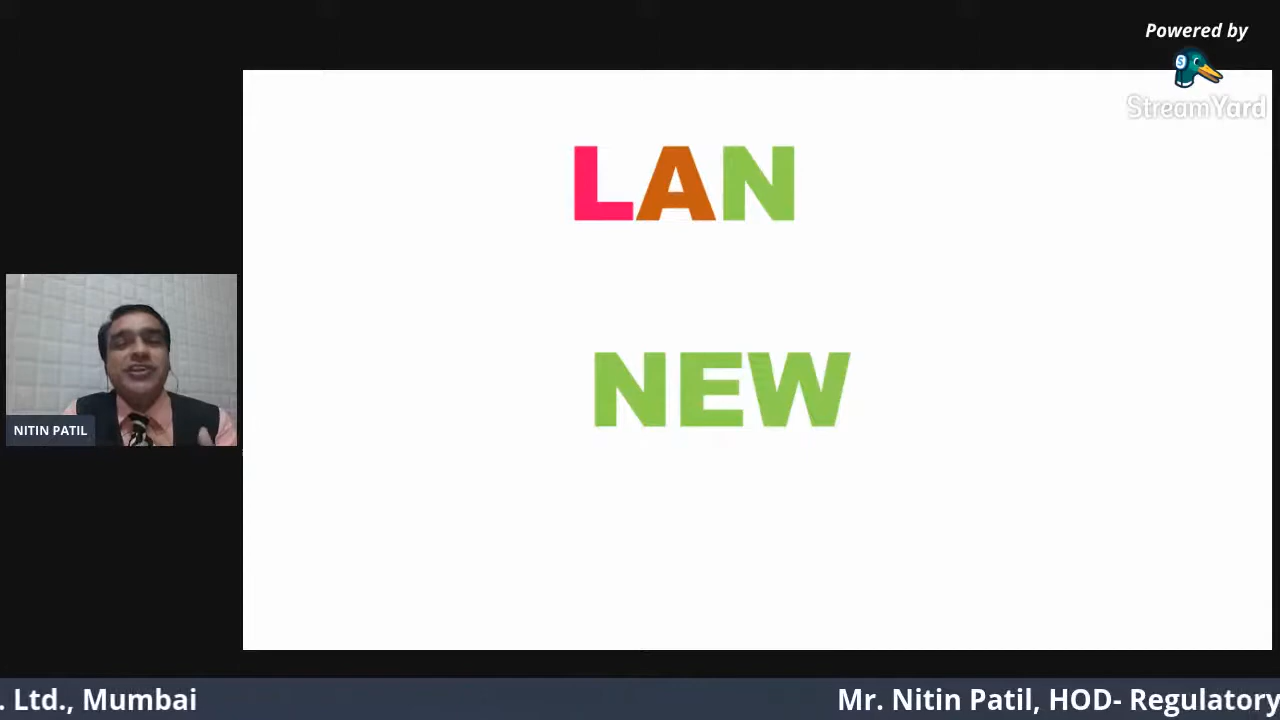 Powered by
StreamYard
LAN
NEW
NITIN PATIL
. Ltd., Mumbai
Mr. Nitin Patil, HOD- Regulatory